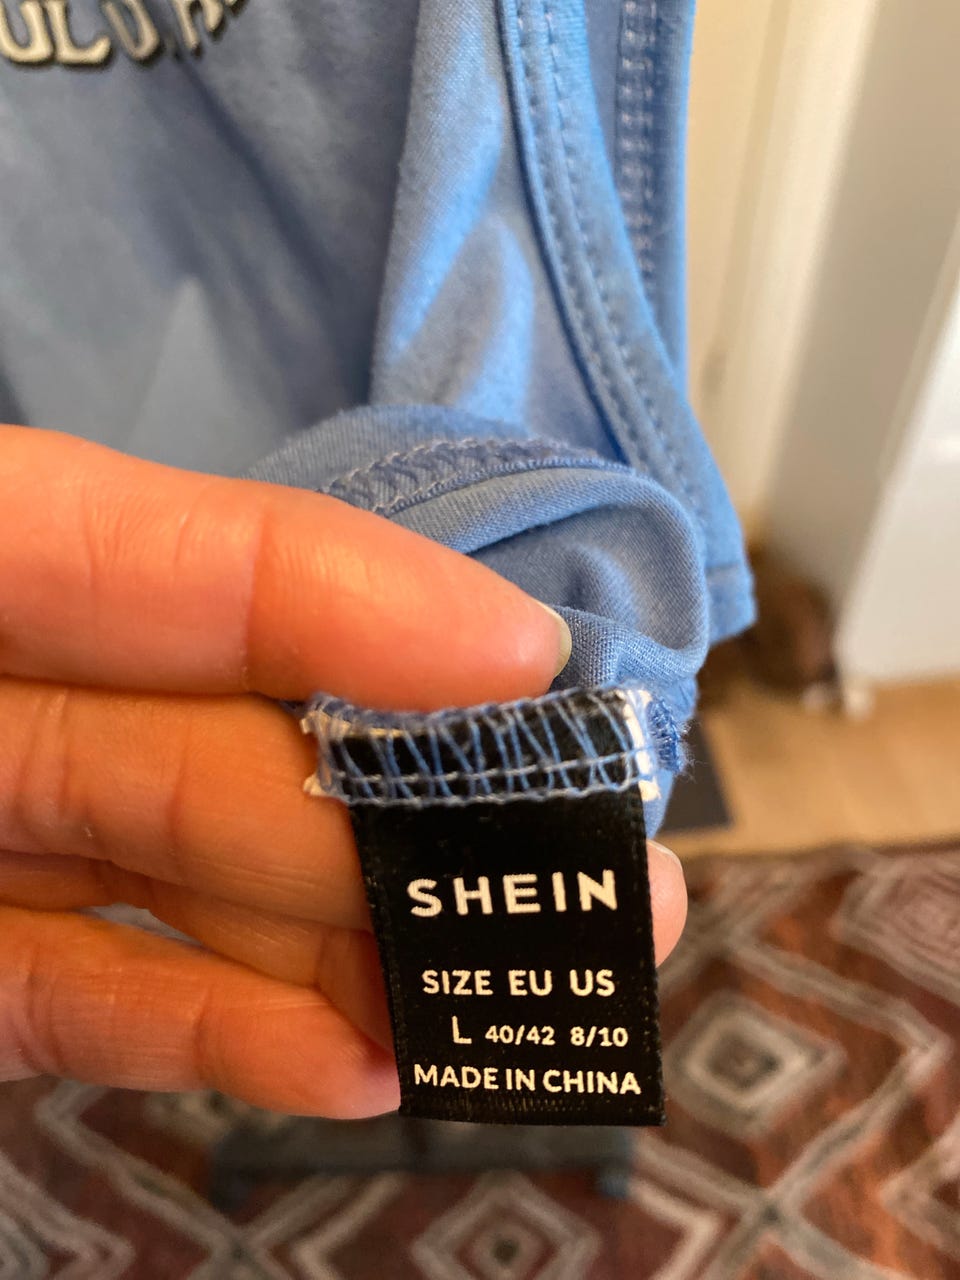 SHEIN
SIZE EU US
L 40/42 8/10
MADE IN CHINA